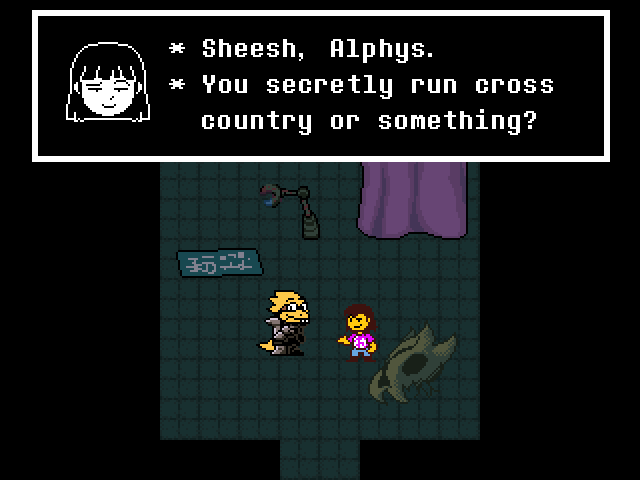 * Sheesh, Alphys.
* You secretly run cross
country or something?